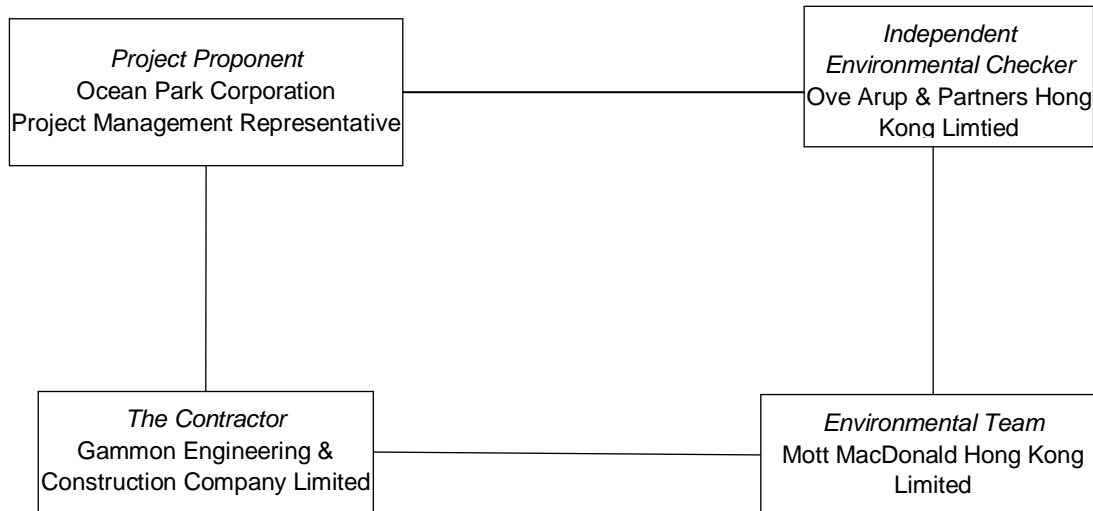 Project Proponent
Ocean Park Corporation
Project Management Representative
Independent
Environmental Checker
Ove Arup & Partners Hong
Kong Limtied
The Contractor
Gammon Engineering &
Construction Company Limited
Environmental Team
Mott MacDonald Hong Kong
Limited